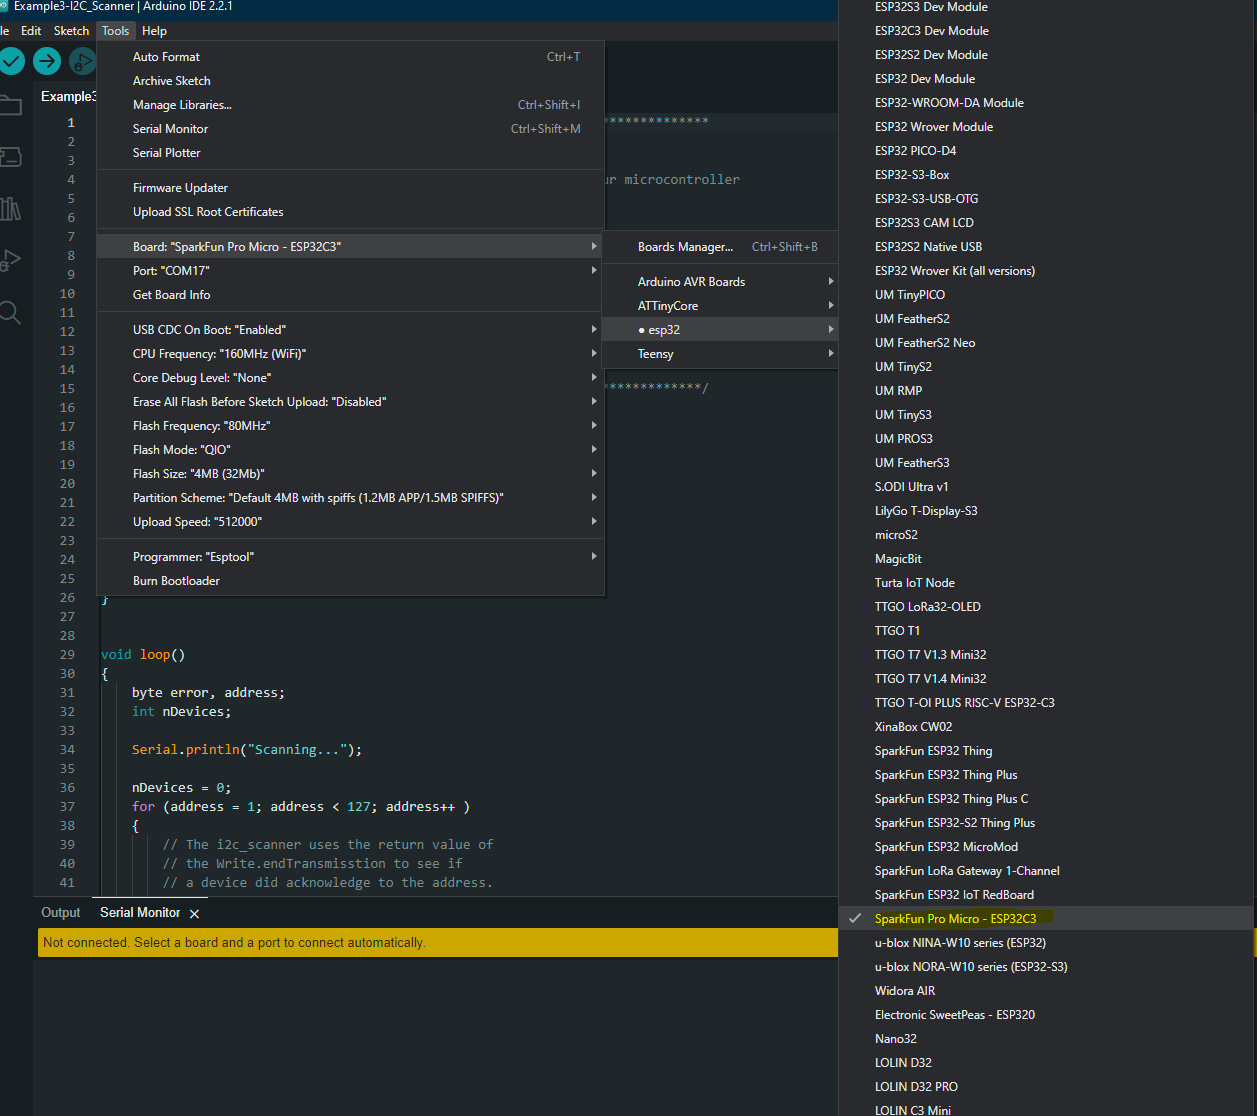 Example3-I2C_Scanner | Arduino IDE 2.2.1
le Edit Sketch Tools Help
Example3
Auto Format Ctrl+T
Archive Sketch
Manage Libraries... Ctrl+Shift+I
Serial Monitor Ctrl+Shift+M
Serial Plotter
Firmware Updater
Upload SSL Root Certificates
Board: "SparkFun Pro Micro - ESP32C3"
Port: "COM17"
Get Board Info
USB CDC On Boot: "Enabled"
CPU Frequency: "160MHz (WiFi)"
Core Debug Level: "None"
Erase All Flash Before Sketch Upload: "Disabled"
Flash Frequency: "80MHz"
Flash Mode: "QIO"
Flash Size: "4MB (32Mb)"
Partition Scheme: "Default 4MB with spiffs (1.2MB APP/1.5MB SPIFFS)"
Upload Speed: "512000"
Programmer: "Esptool"
Burn Bootloader
Boards Manager... Ctrl+Shift+B
Arduino AVR Boards
ATTinyCore
● esp32
Teensy
ESP32S3 Dev Module
ESP32C3 Dev Module
ESP32S2 Dev Module
ESP32 Dev Module
ESP32-WROOM-DA Module
ESP32 Wrover Module
ESP32 PICO-D4
ESP32-S3-Box
ESP32-S3-USB-OTG
ESP32S3 CAM LCD
ESP32S2 Native USB
ESP32 Wrover Kit (all versions)
UM TinyPICO
UM FeatherS2
UM FeatherS2 Neo
UM TinyS2
UM RMP
UM TinyS3
UM PROS3
UM FeatherS3
S.ODI Ultra v1
LilyGo T-Display-S3
microS2
MagicBit
Turta IoT Node
TTGO LoRa32-OLED
TTGO T1
TTGO T7 V1.3 Mini32
TTGO T7 V1.4 Mini32
TTGO T-OI PLUS RISC-V ESP32-C3
XinaBox CW02
SparkFun ESP32 Thing
SparkFun ESP32 Thing Plus
SparkFun ESP32 Thing Plus C
SparkFun ESP32-S2 Thing Plus
SparkFun ESP32 MicroMod
SparkFun LoRa Gateway 1-Channel
SparkFun ESP32 IoT RedBoard
SparkFun Pro Micro - ESP32C3
u-blox NINA-W10 series (ESP32)
u-blox NORA-W10 series (ESP32-S3)
Widora AIR
Electronic SweetPeas - ESP320
Nano32
LOLIN D32
LOLIN D32 PRO
LOLIN C3 Mini
1 **************
2
3
4 ur microcontroller
5
6
7
8
9
10
11
12
13
14
15 *************/
16
17
18
19
20
21
22
23
24
25
26 }
27
28
29 void loop()
30 {
31 byte error, address;
32 int nDevices;
33
34 Serial.println("Scanning...");
35
36 nDevices = 0;
37 for (address = 1; address < 127; address++ )
38 {
39 // The i2c_scanner uses the return value of
40 // the Write.endTransmisstion to see if
41 // a device did acknowledge to the address.
Output Serial Monitor
Not connected. Select a board and a port to connect automatically.